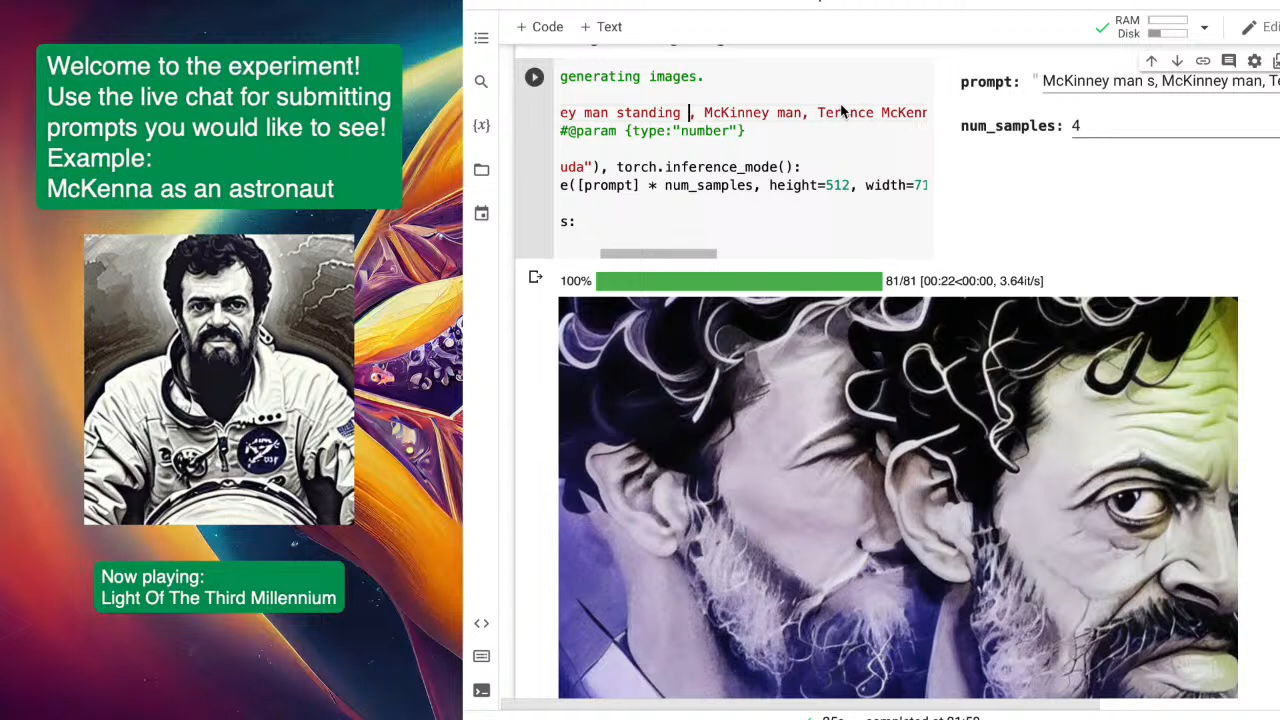 Welcome to the experiment!
Use the live chat for submitting
prompts you would like to see!
Example:
McKenna as an astronaut
Now playing:
Light Of The Third Millennium
+ Code + Text
RAM
Disk
Edi
generating images.
ey man standing , McKinney man, Terence McKenn
#@param {type:"number"}
uda"), torch.inference_mode():
e([prompt] * num_samples, height=512, width=71
s:
prompt: " McKinney man s, McKinney man, Te
num_samples: 4
{x}
100% 81/81 [00:22<00:00, 3.64it/s]